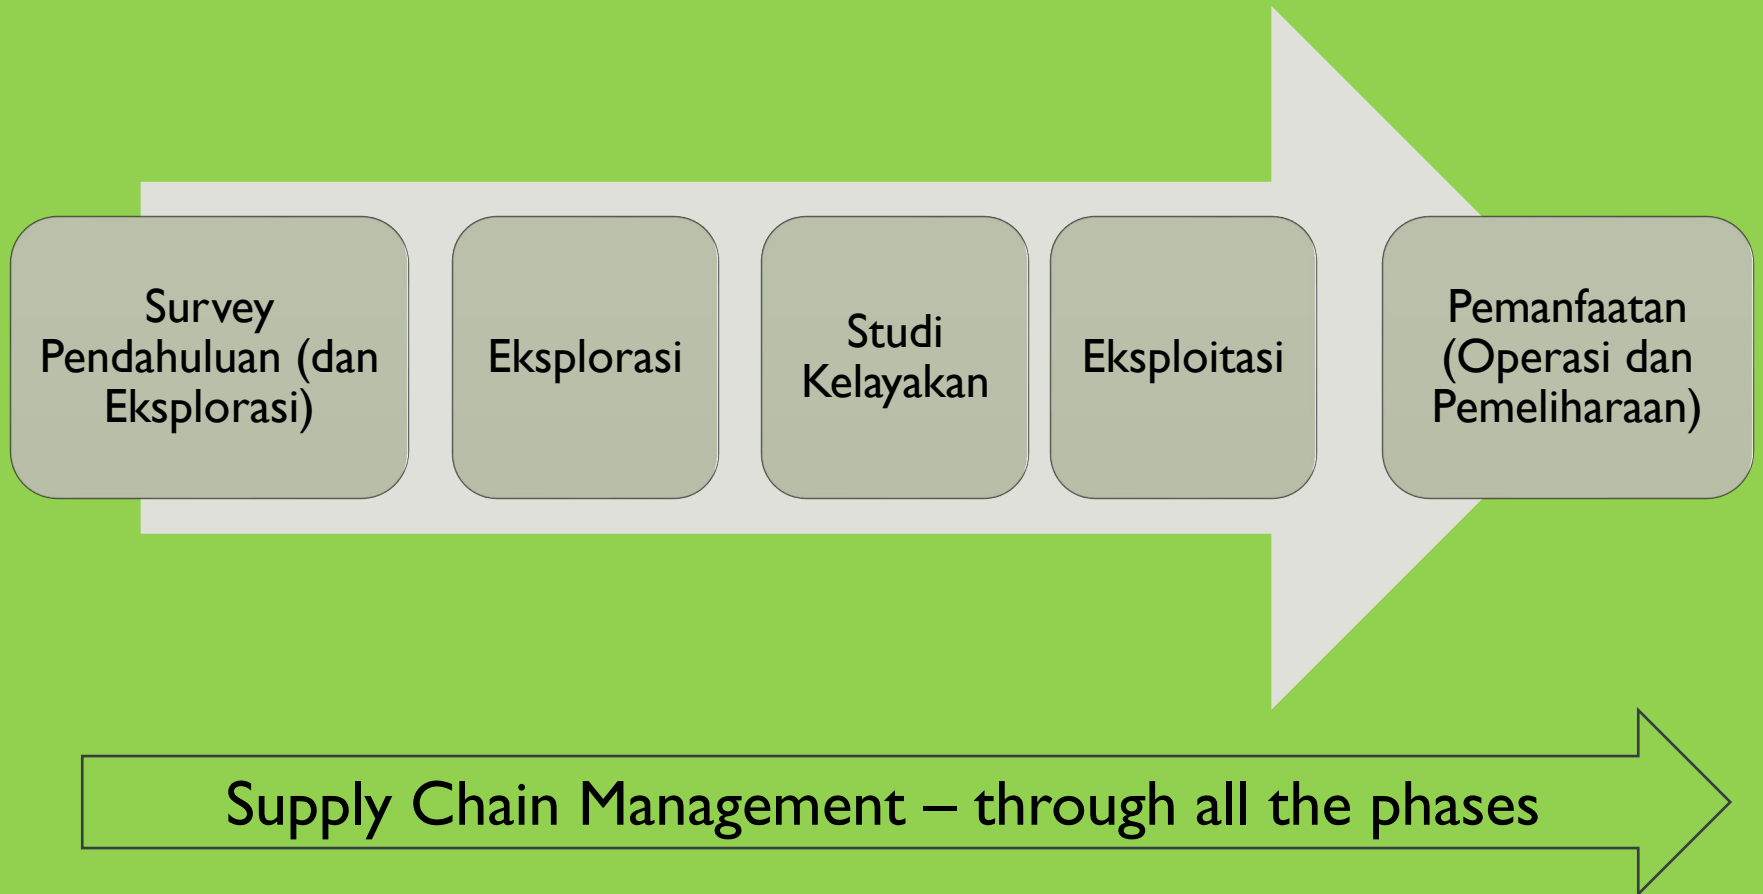 Survey
Pendahuluan (dan
Eksplorasi)
Eksplorasi
Studi
Kelayakan
Eksploitasi
Pemanfaatan
(Operasi dan
Pemeliharaan)
Supply Chain Management – through all the phases